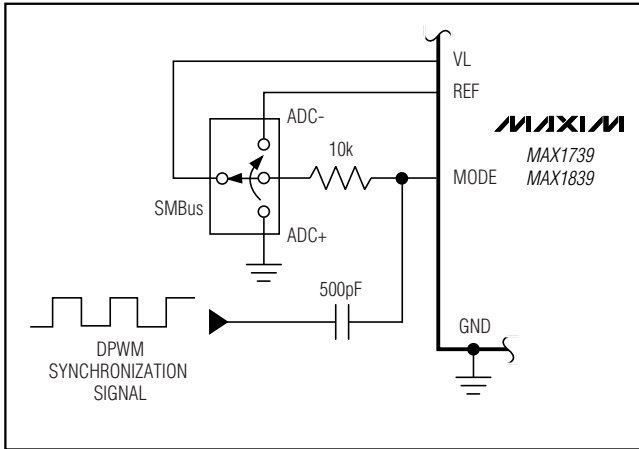 VL
REF
ADC-
MAXIM
10k
MAX1739
MAX1839
MODE
SMBus
ADC+
500pF
GND
DPWM
SYNCHRONIZATION
SIGNAL